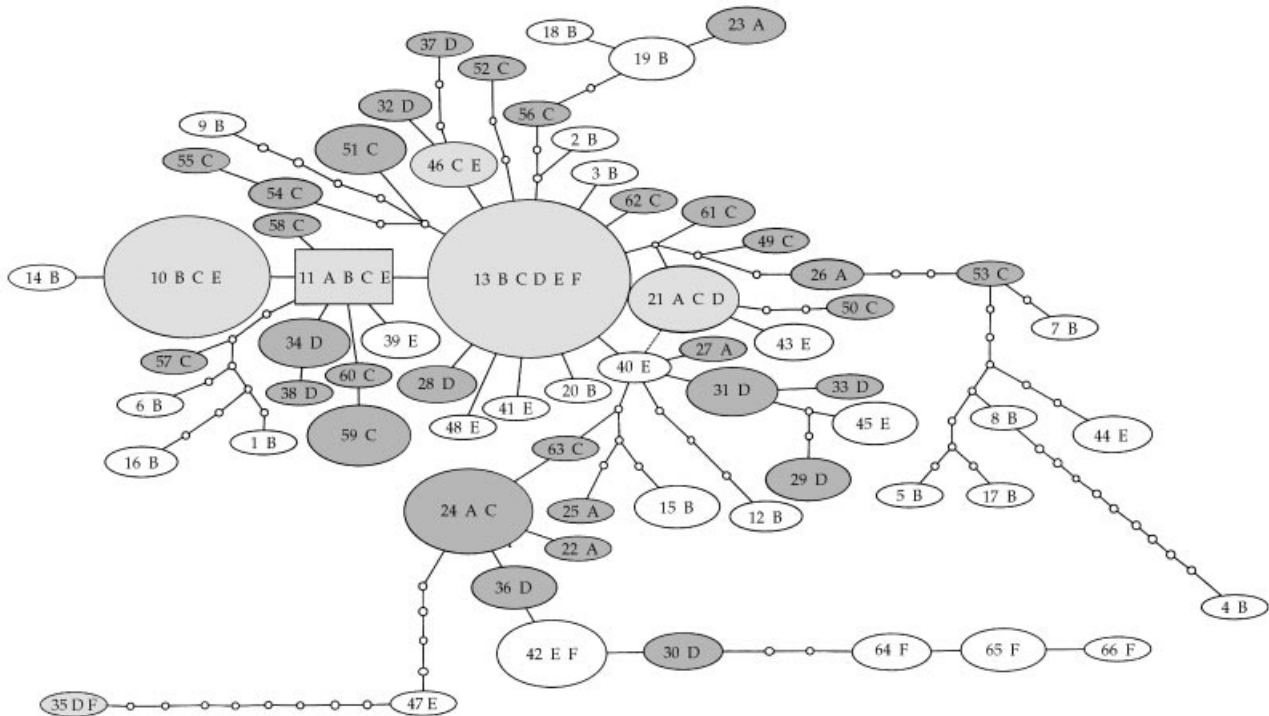 23 A
18 B
37 D
19 B
52 C
32 D
56 C
9 B
2 B
51 C
55 C
46 C E
3 B
54 C
62 C
61 C
58 C
49 C
14 B
10 B C E
11 A B C E
13 B C D E F
26 A
53 C
21 A C D
50 C
7 B
34 D
39 E
43 E
27 A
57 C
40 E
60 C
28 D
31 D
33 D
38 D
20 B
6 B
41 E
8 B
45 E
48 E
44 E
1 B
59 C
63 C
16 B
29 D
5 B
17 B
15 B
24 A C
25 A
12 B
22 A
36 D
4 B
42 E F
30 D
64 F
65 F
66 F
35 D F
47 E